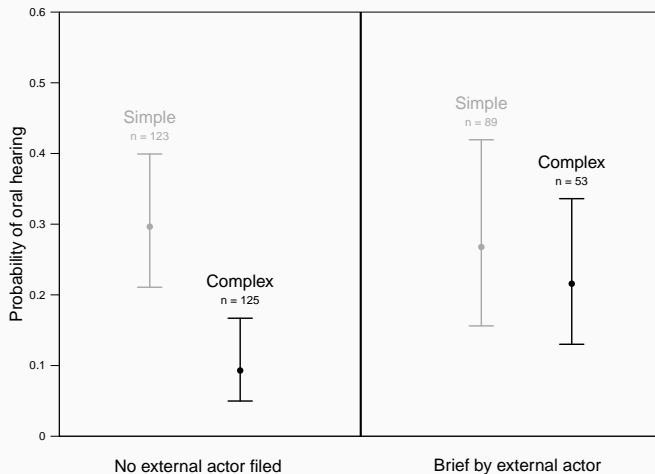 0.6
0.5
0.4
0.3
0.2
0.1
0
Probability of oral hearing
Simple
n = 123
Complex
n = 125
Simple
n = 89
Complex
n = 53
No external actor filed
Brief by external actor